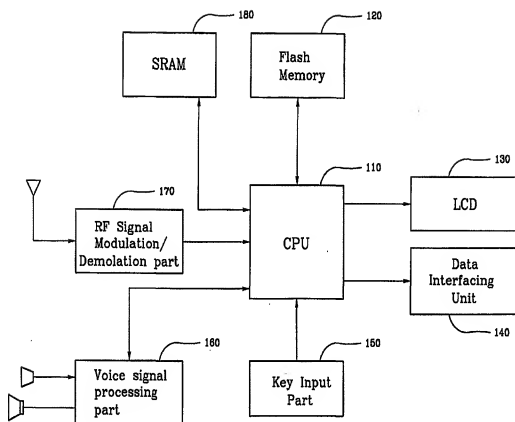 180
120
SRAM
Flash
Memory
110
130
170
LCD
RF Signal
Modulation/
Demolation part
CPU
Data
Interfacing
Unit
140
160
150
Voice signal
processing
part
Key Input
Part